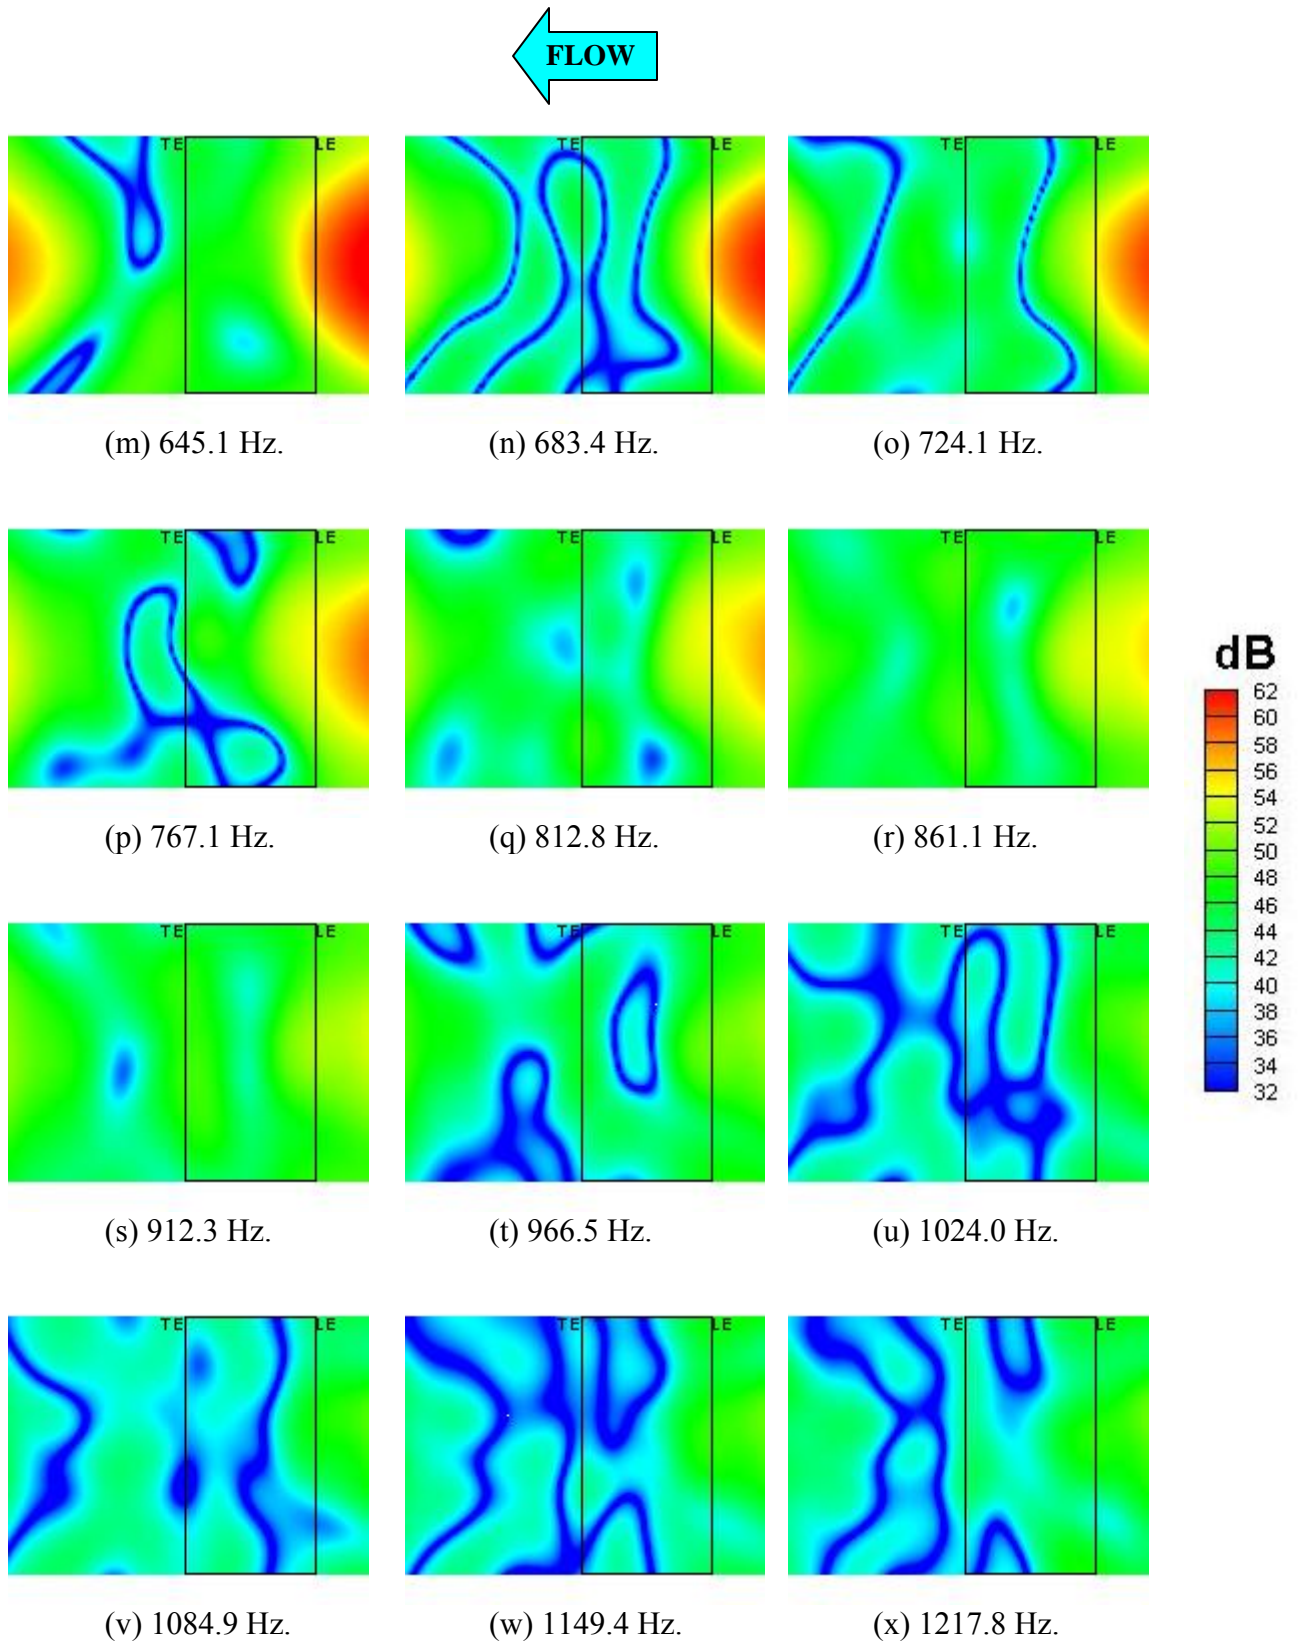 FLOW
TE LE TE LE TE LE
(m) 645.1 Hz. (n) 683.4 Hz. (o) 724.1 Hz.
TE LE TE LE TE LE
(p) 767.1 Hz. (q) 812.8 Hz. (r) 861.1 Hz.
dB
62
60
58
56
54
52
50
48
46
44
42
40
38
36
34
32
TE LE TE LE TE LE
(s) 912.3 Hz. (t) 966.5 Hz. (u) 1024.0 Hz.
TE LE TE LE TE LE
(v) 1084.9 Hz. (w) 1149.4 Hz. (x) 1217.8 Hz.